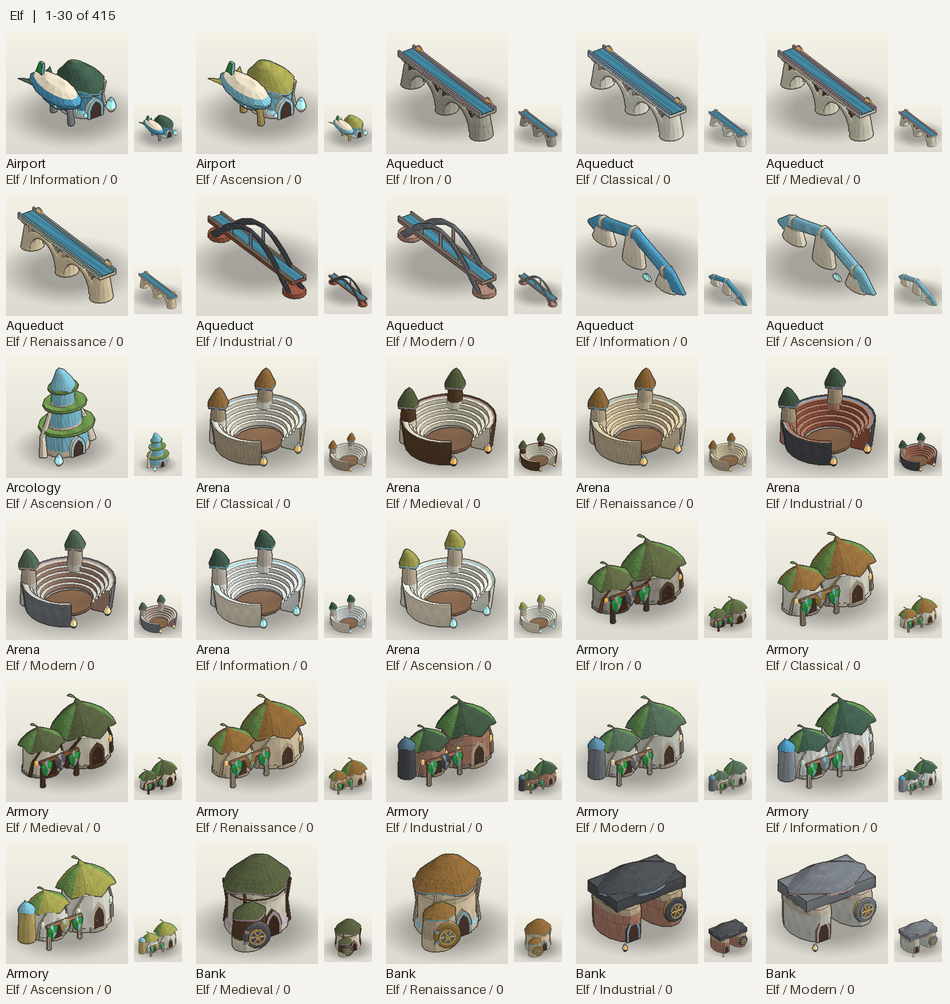 Elf | 1-30 of 415
Airport
Elf / Information / 0
Airport
Elf / Ascension / 0
Aqueduct
Elf / Iron / 0
Aqueduct
Elf / Classical / 0
Aqueduct
Elf / Medieval / 0
Aqueduct
Elf / Renaissance / 0
Aqueduct
Elf / Industrial / 0
Aqueduct
Elf / Modern / 0
Aqueduct
Elf / Information / 0
Aqueduct
Elf / Ascension / 0
Arcology
Elf / Ascension / 0
Arena
Elf / Classical / 0
Arena
Elf / Medieval / 0
Arena
Elf / Renaissance / 0
Arena
Elf / Industrial / 0
Arena
Elf / Modern / 0
Arena
Elf / Information / 0
Arena
Elf / Ascension / 0
Armory
Elf / Iron / 0
Armory
Elf / Classical / 0
Armory
Elf / Medieval / 0
Armory
Elf / Renaissance / 0
Armory
Elf / Industrial / 0
Armory
Elf / Modern / 0
Armory
Elf / Information / 0
Armory
Elf / Ascension / 0
Bank
Elf / Medieval / 0
Bank
Elf / Renaissance / 0
Bank
Elf / Industrial / 0
Bank
Elf / Modern / 0